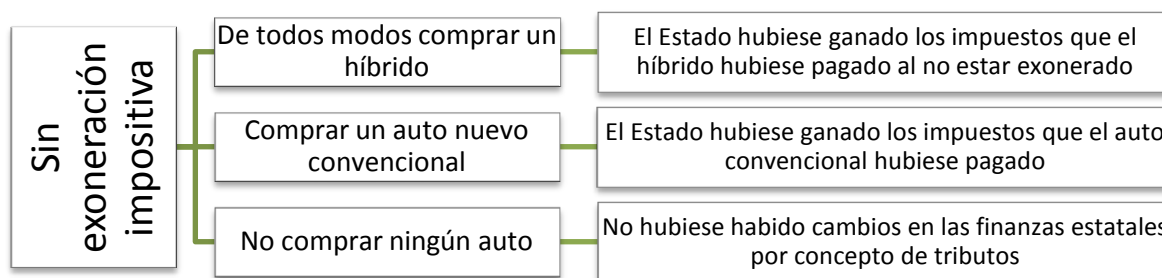 Sin
exoneración
impositiva
De todos modos comprar un
híbrido
El Estado hubiese ganado los impuestos que el
híbrido hubiese pagado al no estar exonerado
Comprar un auto nuevo
convencional
El Estado hubiese ganado los impuestos que el auto
convencional hubiese pagado
No comprar ningún auto
No hubiese habido cambios en las finanzas estatales
por concepto de tributos